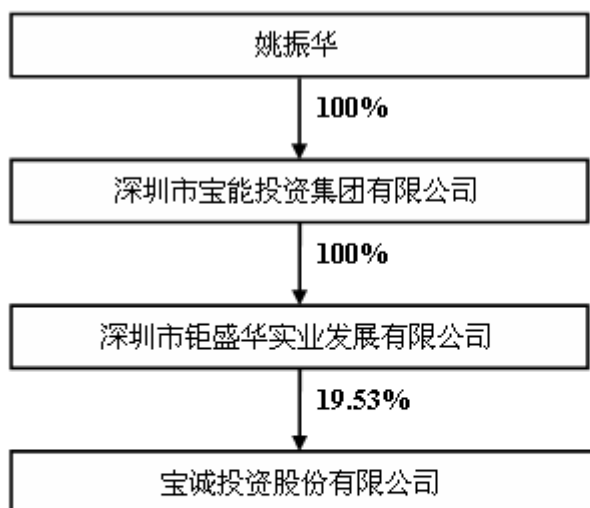 姚振华
100%
深圳市宝能投资集团有限公司
100%
深圳市钜盛华实业发展有限公司
19.53%
宝诚投资股份有限公司